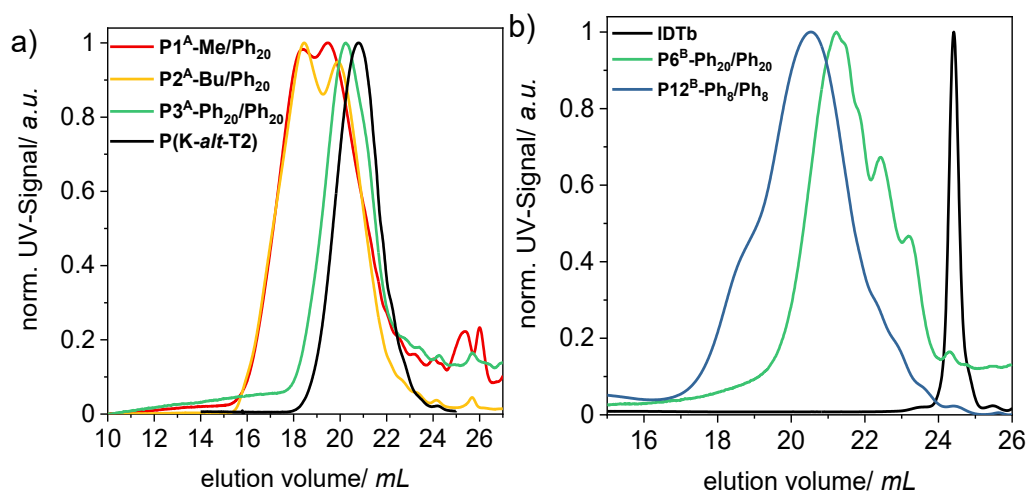 a)
P1ᴬ-Me/Ph₂₀
P2ᴬ-Bu/Ph₂₀
P3ᴬ-Ph₂₀/Ph₂₀
P(K-alt-T2)
norm. UV-Signal/ a.u.
1
0.8
0.6
0.4
0.2
0
10 12 14 16 18 20 22 24 26
elution volume/ mL
b)
IDTb
P6ᴮ-Ph₂₀/Ph₂₀
P12ᴮ-Ph₈/Ph₈
norm. UV-Signal/ a.u.
1
0.8
0.6
0.4
0.2
0
16 18 20 22 24 26
elution volume/ mL